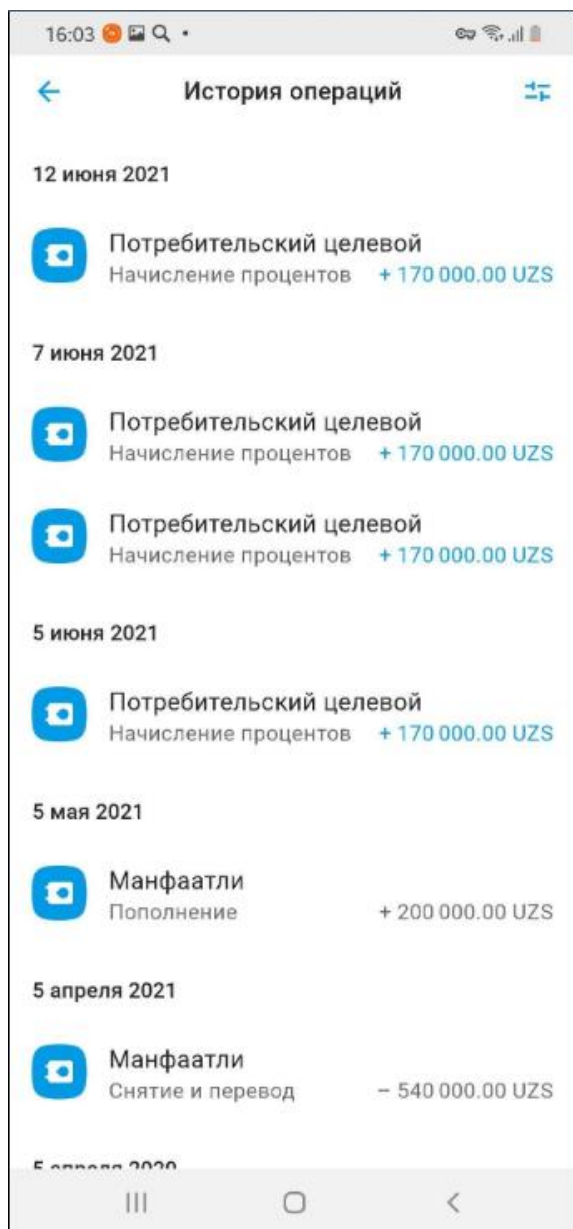 16:03
История операций
12 июня 2021
Потребительский целевой
Начисление процентов + 170 000.00 UZS
7 июня 2021
Потребительский целевой
Начисление процентов + 170 000.00 UZS
Потребительский целевой
Начисление процентов + 170 000.00 UZS
5 июня 2021
Потребительский целевой
Начисление процентов + 170 000.00 UZS
5 мая 2021
Манфаатли
Пополнение + 200 000.00 UZS
5 апреля 2021
Манфаатли
Снятие и перевод – 540 000.00 UZS
5 апреля 2020